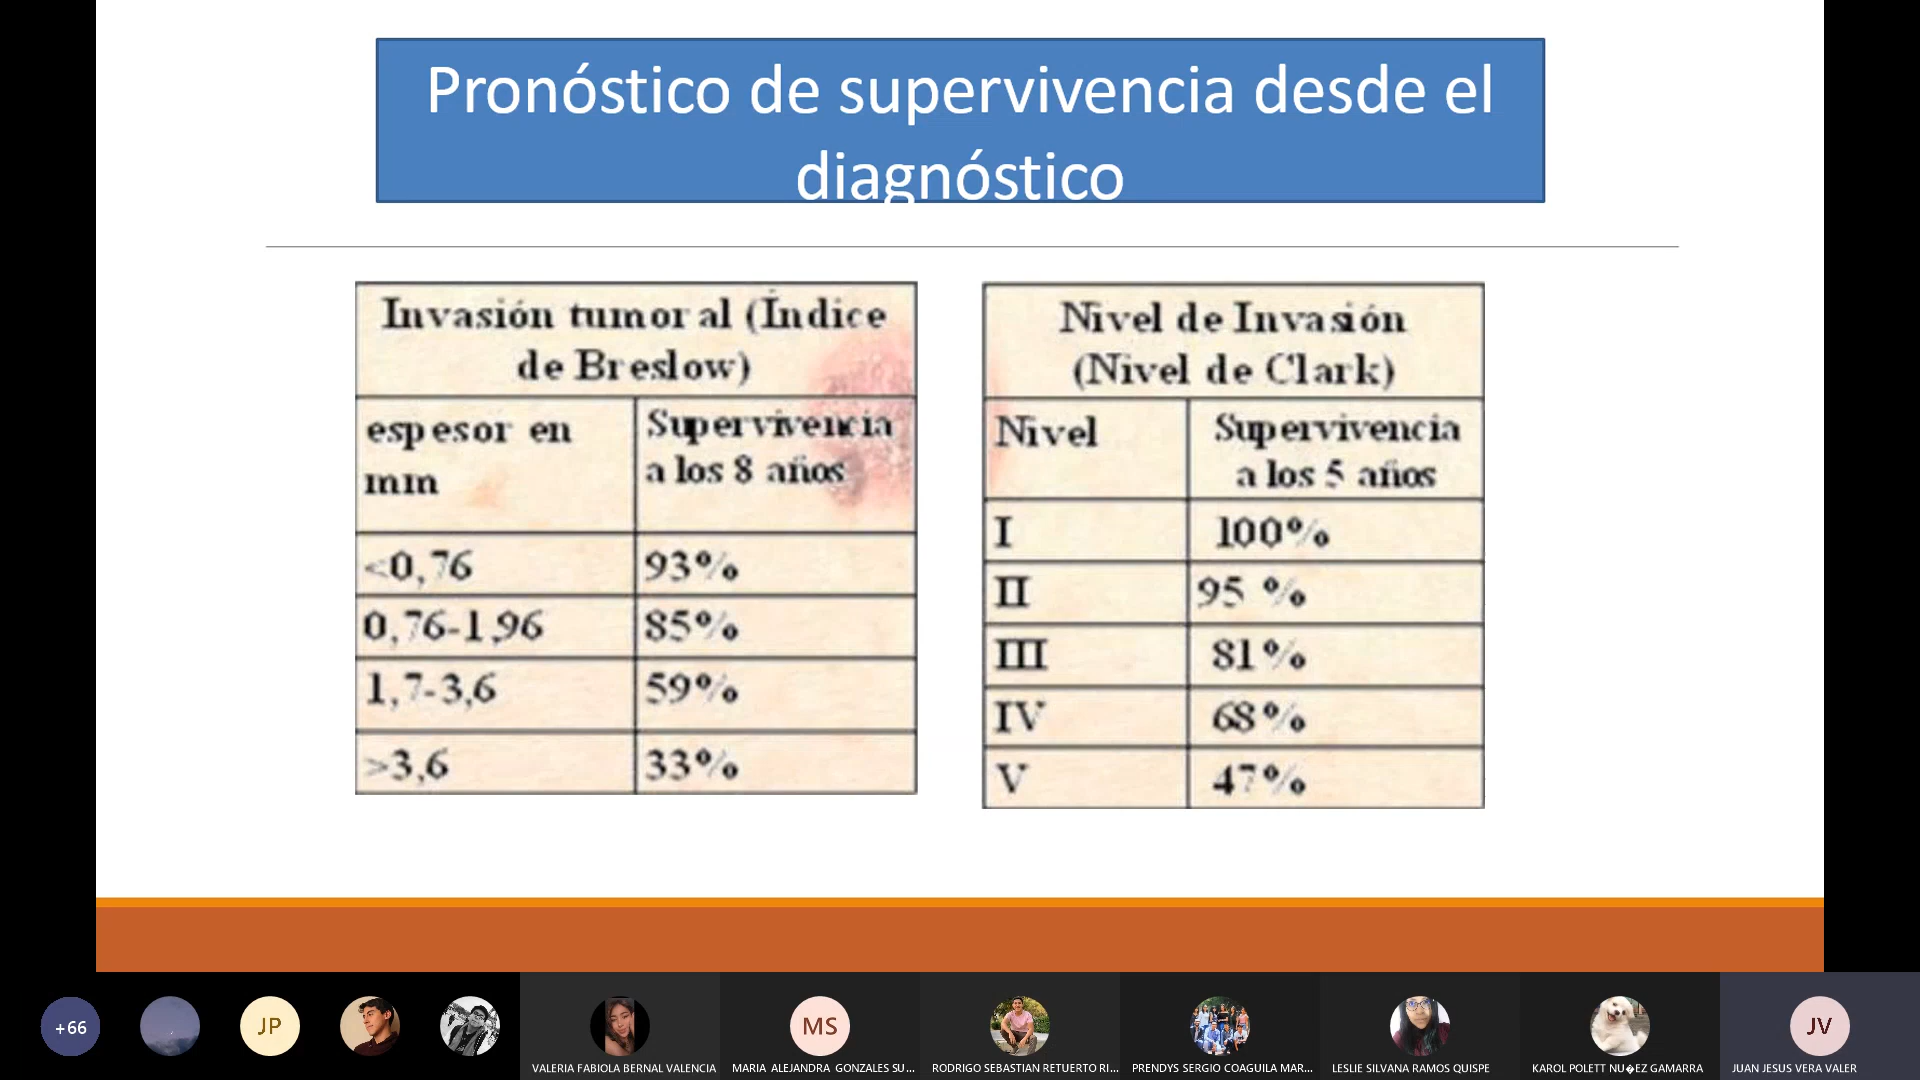 Pronóstico de supervivencia desde el
diagnóstico
Invasión tumoral (Índice
de Breslow)
espesor en
mm
Supervivencia
a los 8 años
<0,76
93%
0,76-1,96
85%
1,7-3,6
59%
>3,6
33%
Nivel de Invasión
(Nivel de Clark)
Nivel
Supervivencia
a los 5 años
I
100%
II
95 %
III
81%
IV
68%
V
47%
+66
JP
MS
JV
VALERIA FABIOLA BERNAL VALENCIA
MARIA ALEJANDRA GONZALES SU...
RODRIGO SEBASTIAN RETUERTO RI...
PRENDYS SERGIO COAGUILA MAR...
LESLIE SILVANA RAMOS QUISPE
KAROL POLETT NU�EZ GAMARRA
JUAN JESUS VERA VALER